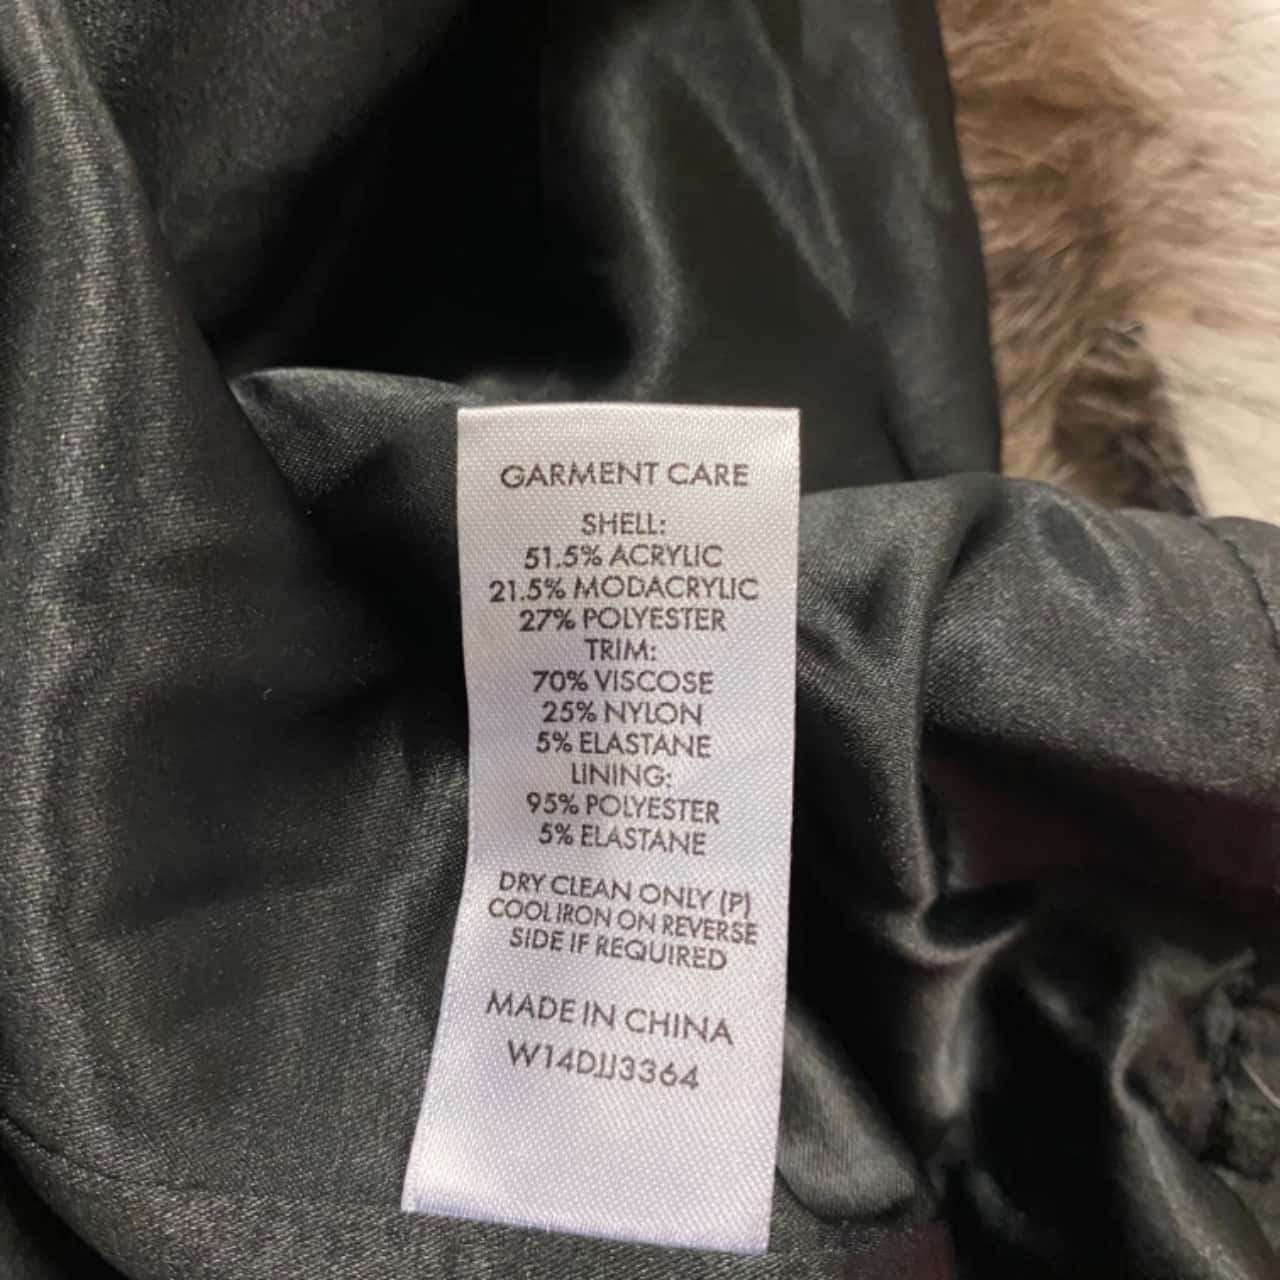 GARMENT CARE
SHELL:
51.5% ACRYLIC
21.5% MODACRYLIC
27% POLYESTER
TRIM:
70% VISCOSE
25% NYLON
5% ELASTANE
LINING:
95% POLYESTER
5% ELASTANE
DRY CLEAN ONLY (P)
COOL IRON ON REVERSE
SIDE IF REQUIRED
MADE IN CHINA
W14DJJ3364